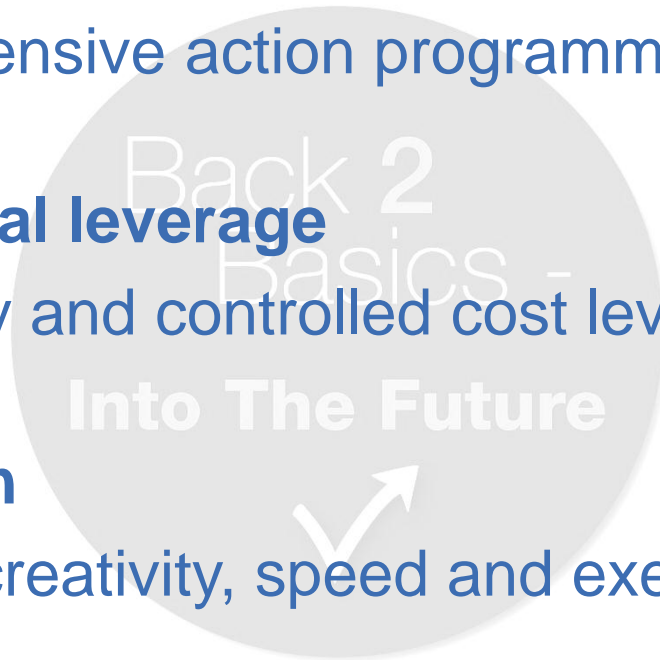 ensive action programm
Back 2
al leverage
Basics -
y and controlled cost lev
Into The Future
n
creativity, speed and exe